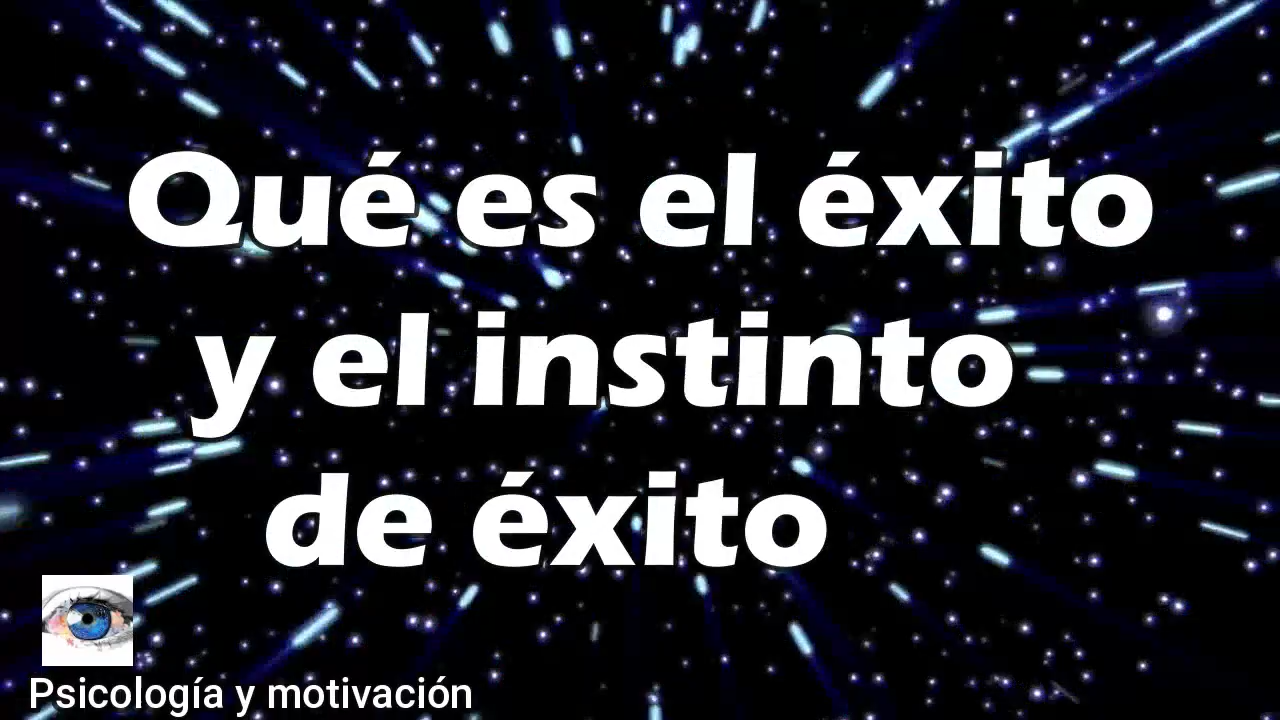 Qué es el éxito
y el instinto
de éxito
Psicología y motivación